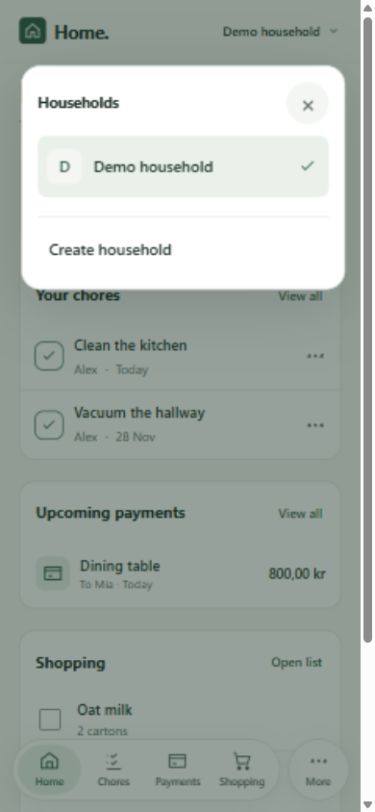 Home.
Demo household
Households
D
Demo household
Create household
Your chores
View all
Clean the kitchen
Alex · Today
Vacuum the hallway
Alex · 28 Nov
Upcoming payments
View all
Dining table
To Mia · Today
800,00 kr
Shopping
Open list
Oat milk
2 cartons
Home
Chores
Payments
Shopping
More